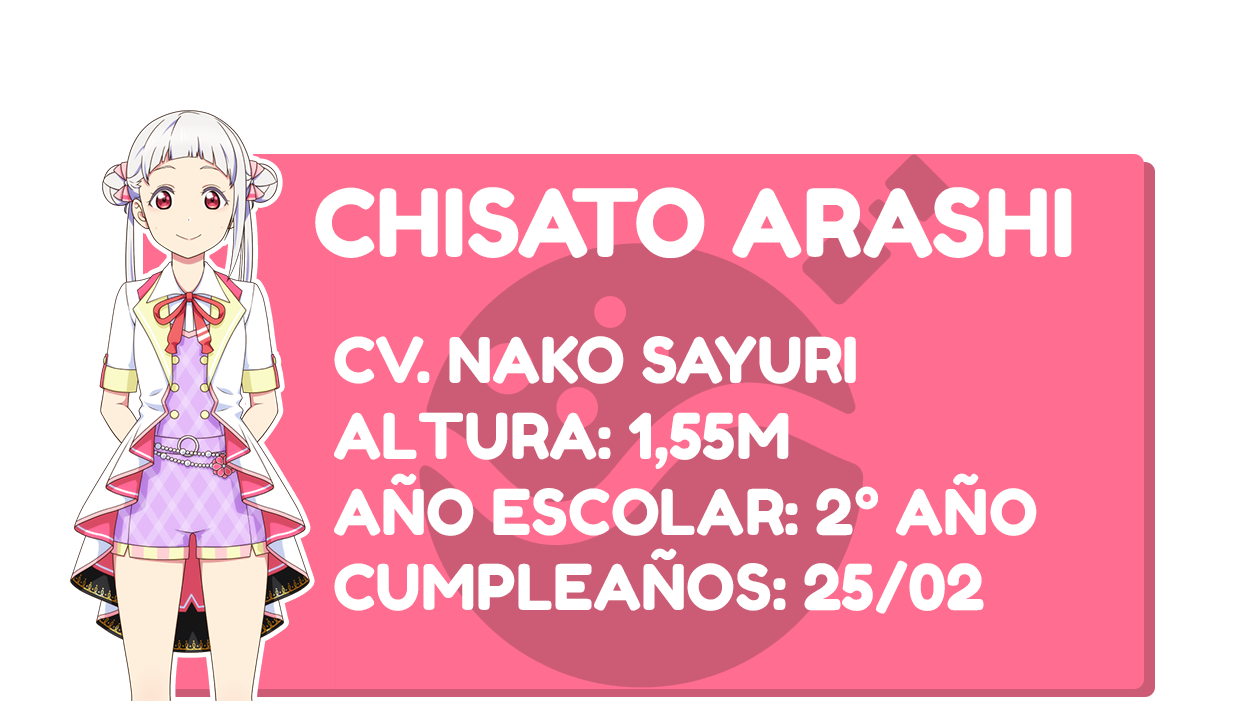 CHISATO ARASHI
CV. NAKO SAYURI
ALTURA: 1,55M
AÑO ESCOLAR: 2° AÑO
CUMPLEAÑOS: 25/02